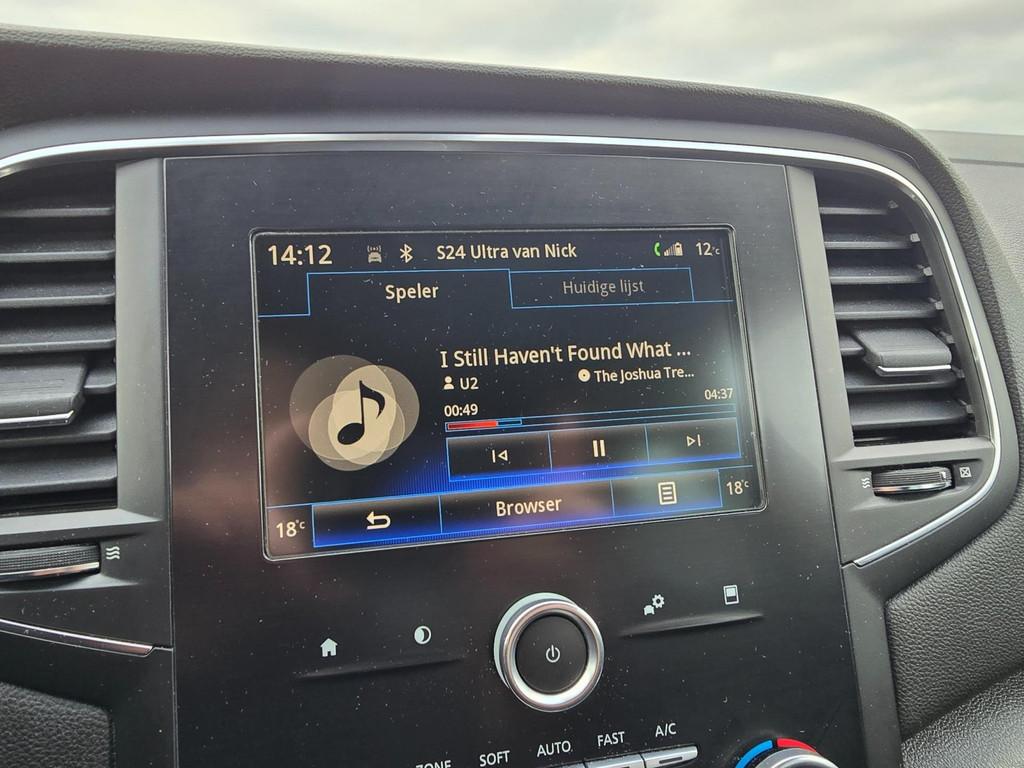 14:12 S24 Ultra van Nick 12°c
Speler Huidige lijst
I Still Haven't Found What ...
U2 The Joshua Tre...
00:49 04:37
18°c Browser 18°c
ZONE SOFT AUTO FAST A/C